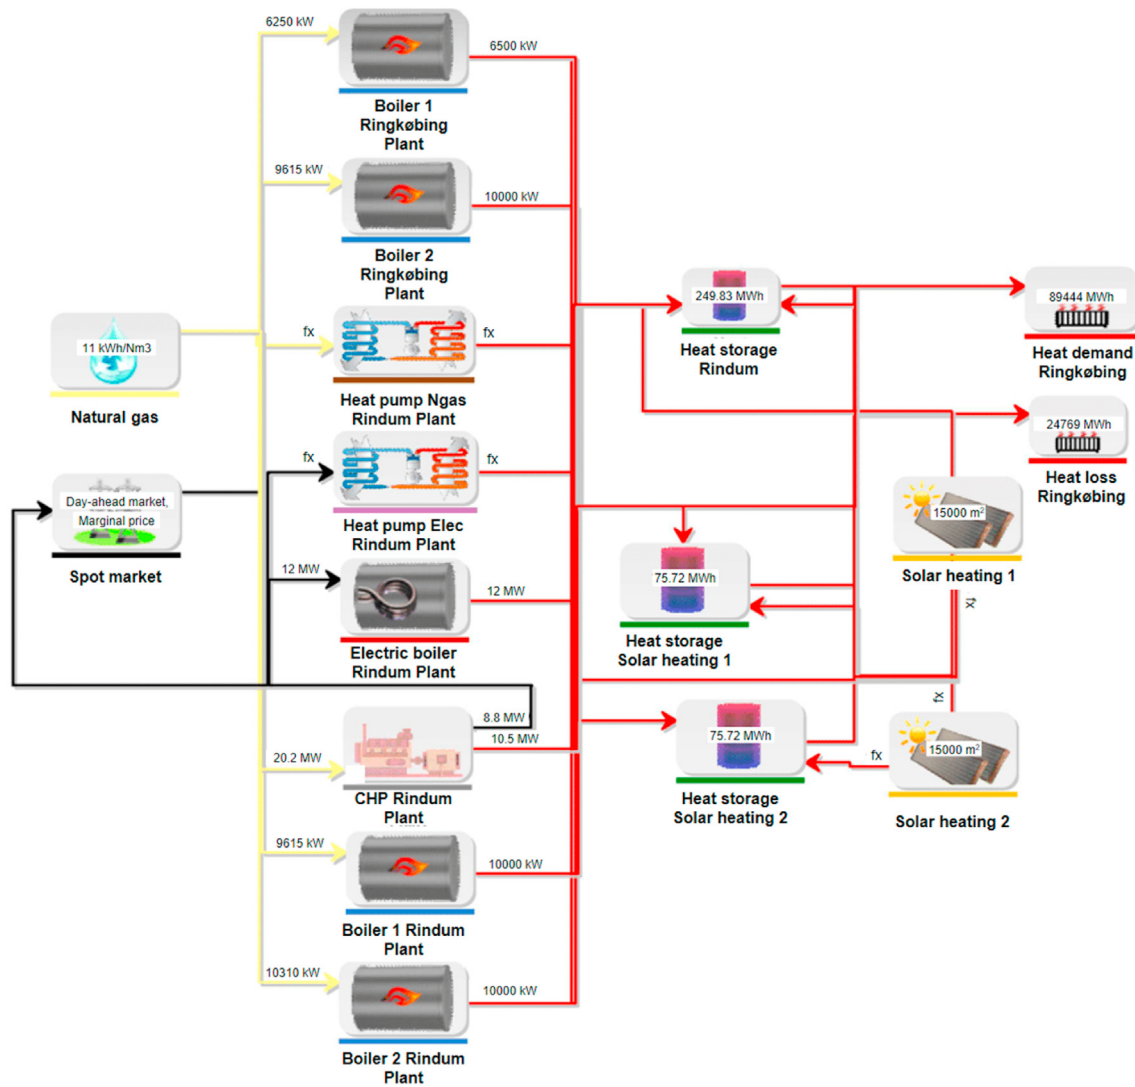 6250 kW
6500 kW
Boiler 1
Ringkøbing
Plant
9615 kW
10000 kW
Boiler 2
Ringkøbing
Plant
249.83 MWh
Heat storage
Rindum
89444 MWh
Heat demand
Ringkøbing
11 kWh/Nm3
Natural gas
fx
fx
Heat pump Ngas
Rindum Plant
24769 MWh
Heat loss
Ringkøbing
fx
fx
Heat pump Elec
Rindum Plant
Day-ahead market,
Marginal price
Spot market
15000 m²
Solar heating 1
fx
12 MW
12 MW
Electric boiler
Rindum Plant
75.72 MWh
Heat storage
Solar heating 1
8.8 MW
10.5 MW
20.2 MW
CHP Rindum
Plant
75.72 MWh
Heat storage
Solar heating 2
fx
fx
15000 m²
Solar heating 2
9615 kW
10000 kW
Boiler 1 Rindum
Plant
10310 kW
10000 kW
Boiler 2 Rindum
Plant